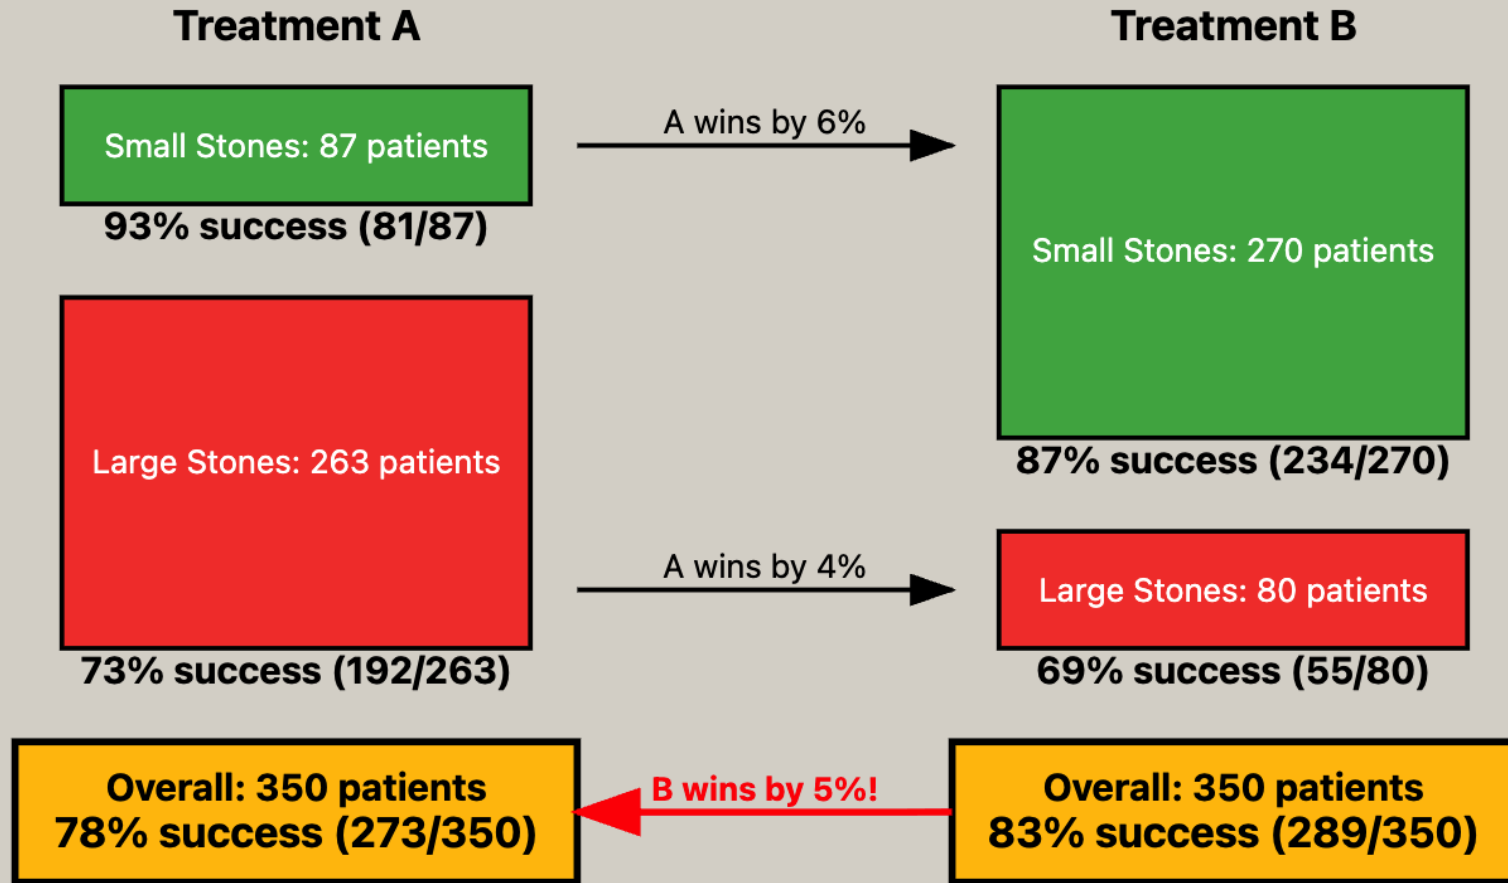 Treatment A
Treatment B
Small Stones: 87 patients
93% success (81/87)
A wins by 6%
Small Stones: 270 patients
87% success (234/270)
Large Stones: 263 patients
73% success (192/263)
A wins by 4%
Large Stones: 80 patients
69% success (55/80)
Overall: 350 patients
78% success (273/350)
B wins by 5%!
Overall: 350 patients
83% success (289/350)